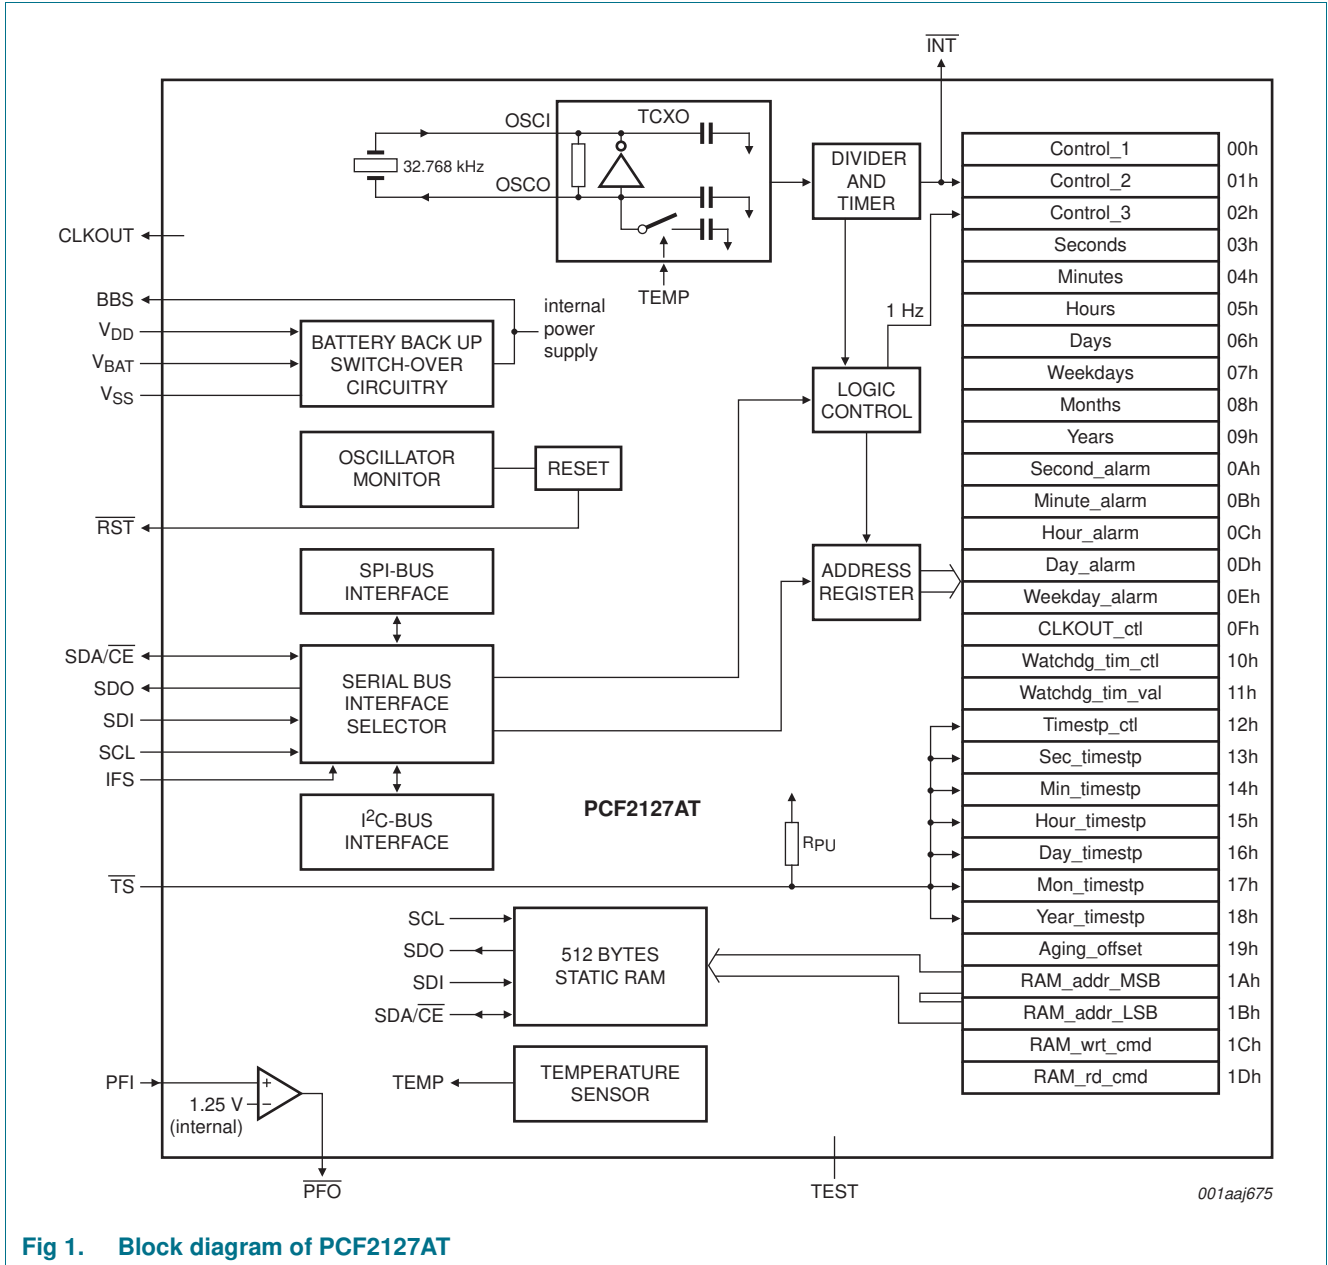 INT
OSCI
TCXO
32.768 kHz
OSCO
TEMP
DIVIDER
AND
TIMER
CLKOUT
BBS
VDD
VBAT
VSS
internal
power
supply
BATTERY BACK UP
SWITCH-OVER
CIRCUITRY
1 Hz
LOGIC
CONTROL
OSCILLATOR
MONITOR
RESET
RST
SPI-BUS
INTERFACE
ADDRESS
REGISTER
SDA/CE
SDO
SDI
SCL
IFS
SERIAL BUS
INTERFACE
SELECTOR
I2C-BUS
INTERFACE
PCF2127AT
RPU
TS
SCL
SDO
SDI
SDA/CE
512 BYTES
STATIC RAM
TEMP
TEMPERATURE
SENSOR
PFI
+
−
1.25 V
(internal)
PFO
TEST
Control_1 00h
Control_2 01h
Control_3 02h
Seconds 03h
Minutes 04h
Hours 05h
Days 06h
Weekdays 07h
Months 08h
Years 09h
Second_alarm 0Ah
Minute_alarm 0Bh
Hour_alarm 0Ch
Day_alarm 0Dh
Weekday_alarm 0Eh
CLKOUT_ctl 0Fh
Watchdg_tim_ctl 10h
Watchdg_tim_val 11h
Timestp_ctl 12h
Sec_timestp 13h
Min_timestp 14h
Hour_timestp 15h
Day_timestp 16h
Mon_timestp 17h
Year_timestp 18h
Aging_offset 19h
RAM_addr_MSB 1Ah
RAM_addr_LSB 1Bh
RAM_wrt_cmd 1Ch
RAM_rd_cmd 1Dh
001aaj675
Fig 1. Block diagram of PCF2127AT